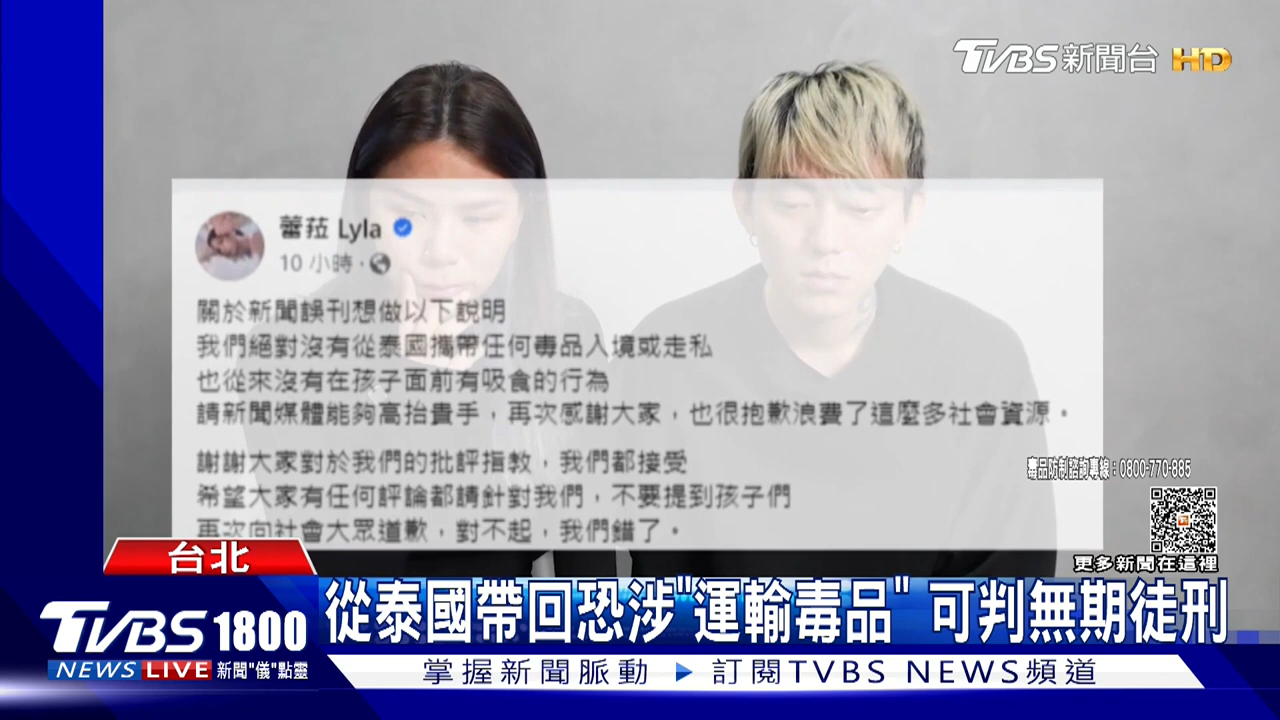 TVBS新聞台 HD
蕾菈 Lyla
10 小時 ·
關於新聞誤刊想做以下說明
我們絕對沒有從泰國攜帶任何毒品入境或走私
也從來沒有在孩子面前有吸食的行為
請新聞媒體能夠高抬貴手，再次感謝大家，也很抱歉浪費了這麼多社會資源。
謝謝大家對於我們的批評指教，我們都接受
希望大家有任何評論都請針對我們，不要提到孩子們
再次向社會大眾道歉，對不起，我們錯了。
毒品防制諮詢專線：0800-770-885
更多新聞在這裡
台北
從泰國帶回恐涉"運輸毒品" 可判無期徒刑
TVBS 1800
NEWS LIVE 新聞"儀"點靈
掌握新聞脈動 ▶ 訂閱TVBS NEWS頻道